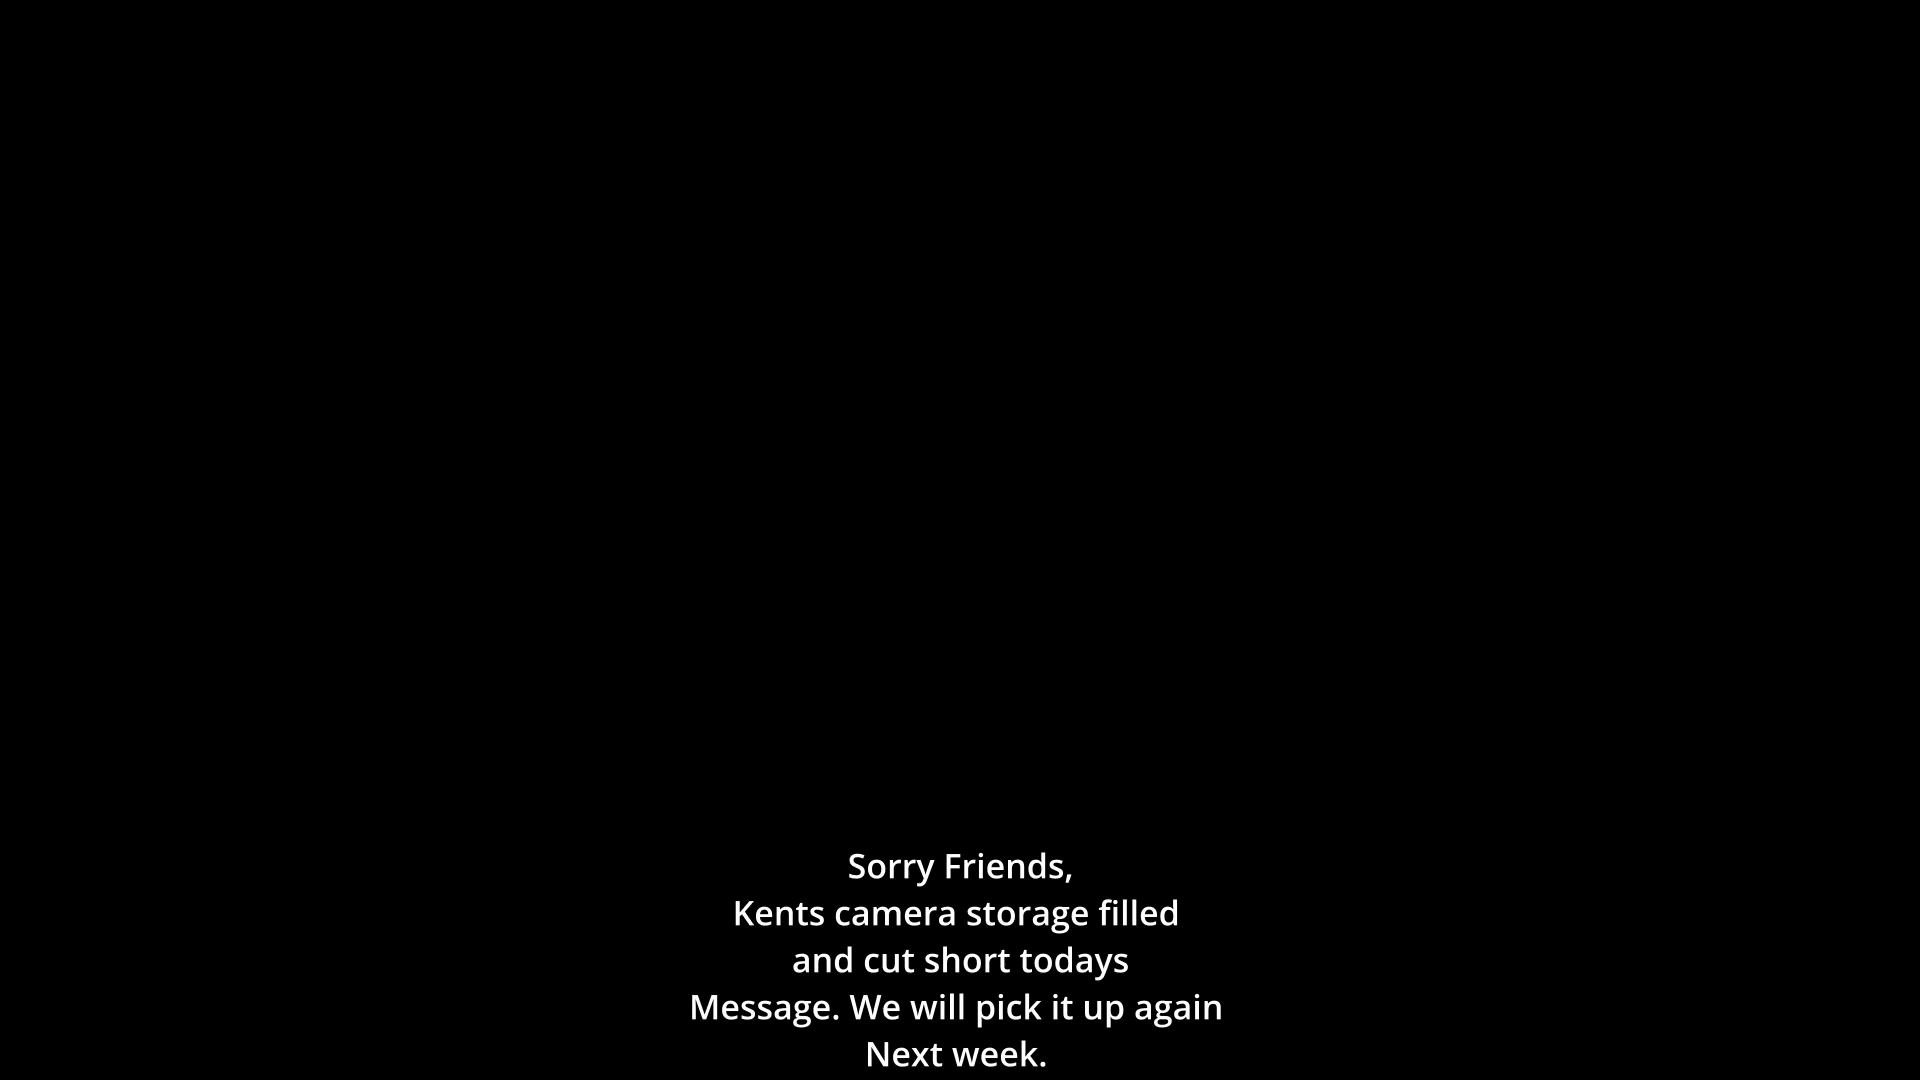 Sorry Friends,
Kents camera storage filled
and cut short todays
Message. We will pick it up again
Next week.